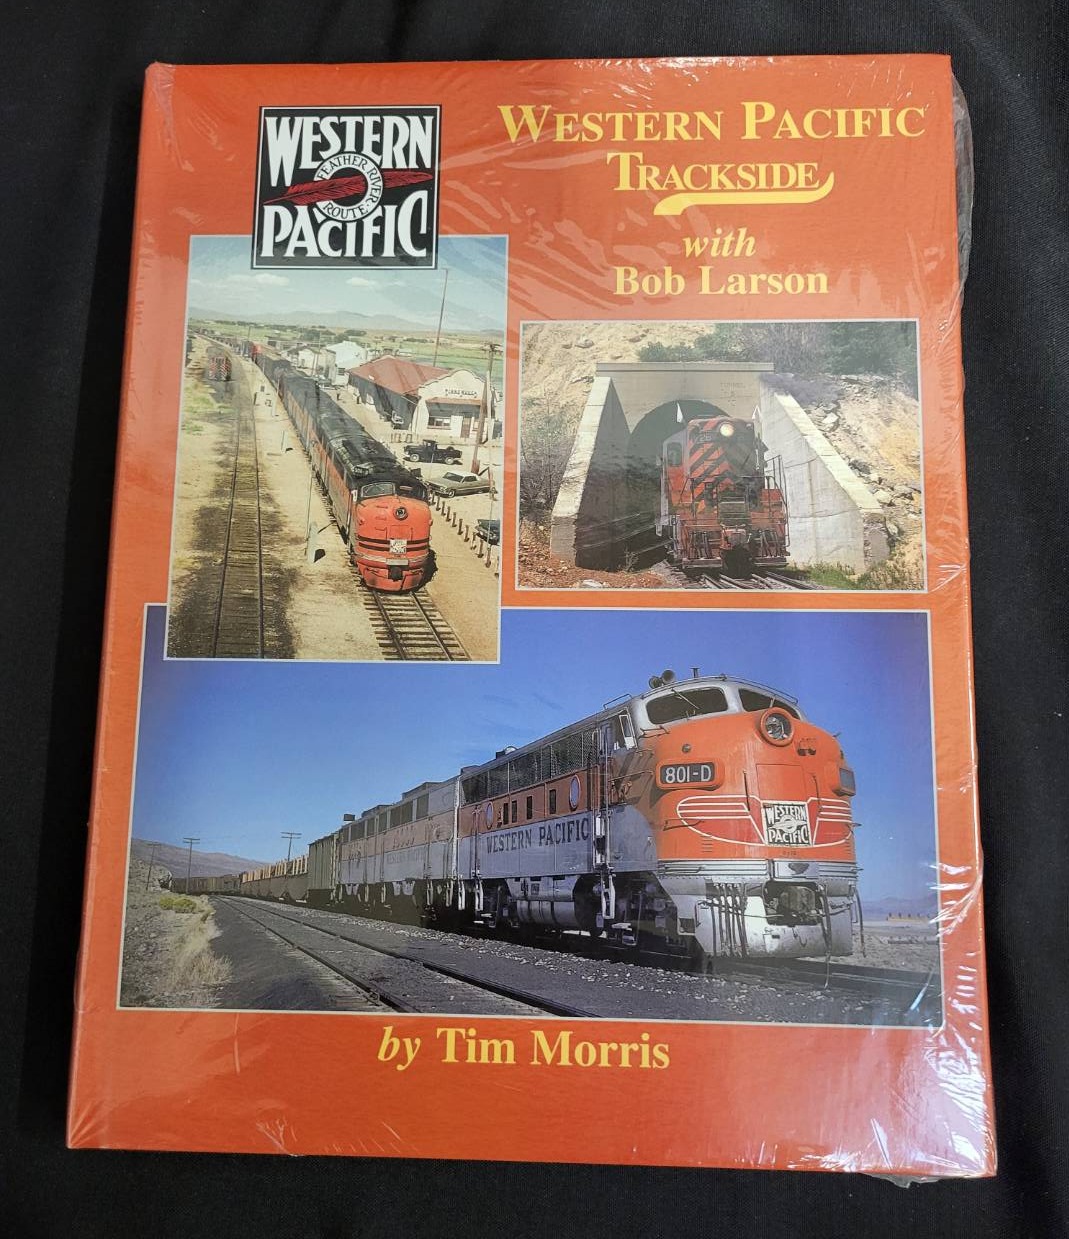 WESTERN
FEATHER RIVER
ROUTE
PACIFIC
WESTERN PACIFIC
TRACKSIDE
with
Bob Larson
TUNNEL
801-D
WESTERN PACIFIC
WESTERN
PACIFIC
by Tim Morris